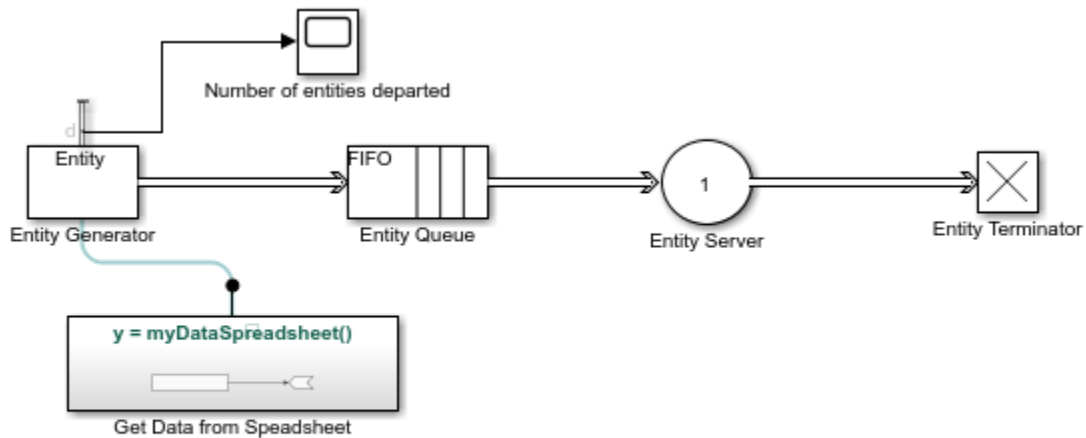 Number of entities departed
d
Entity
Entity Generator
FIFO
Entity Queue
1
Entity Server
Entity Terminator
y = myDataSpreadsheet()
Get Data from Speadsheet